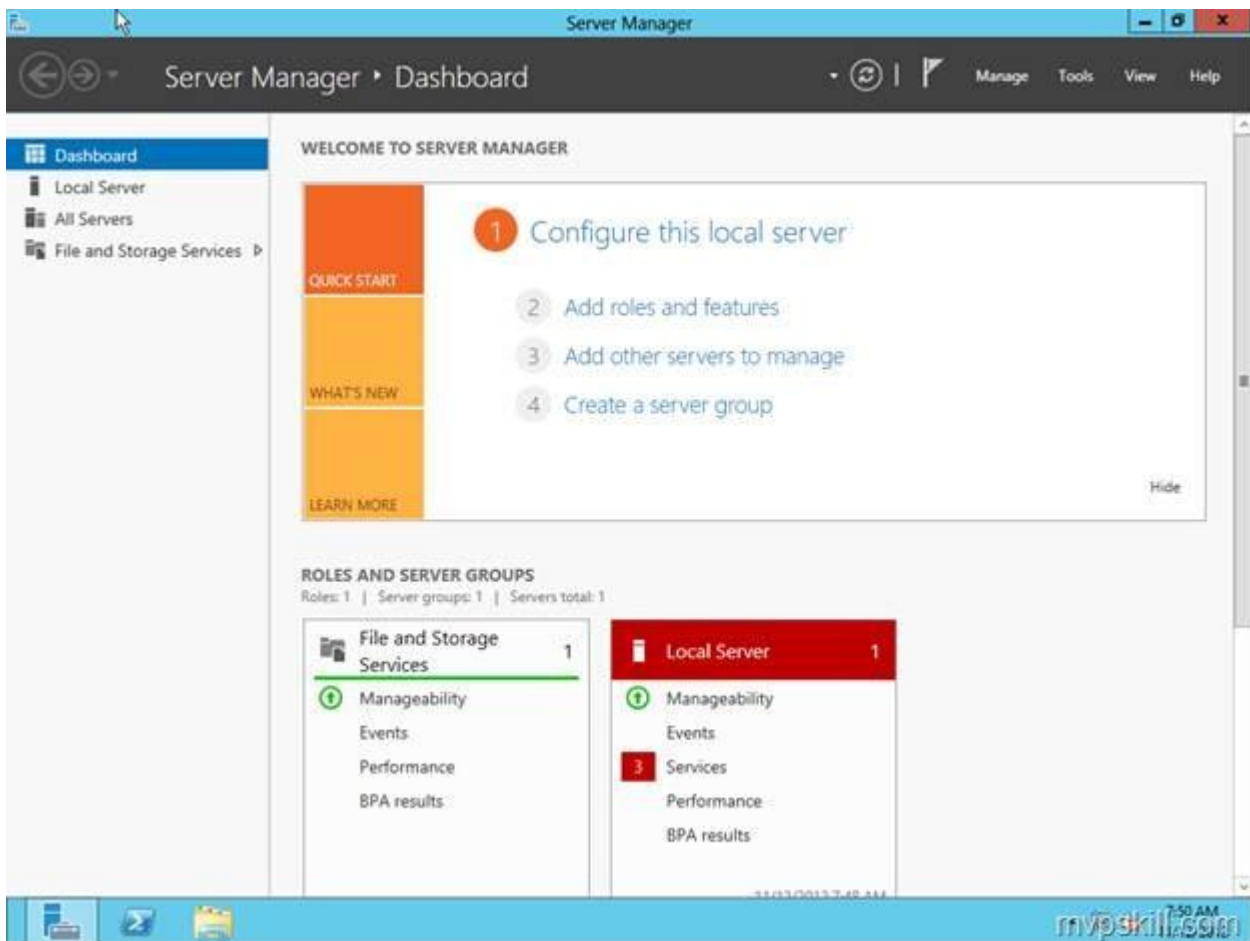 Server Manager
Server Manager ‣ Dashboard
Manage Tools View Help
Dashboard
Local Server
All Servers
File and Storage Services
WELCOME TO SERVER MANAGER
QUICK START
WHAT'S NEW
LEARN MORE
1 Configure this local server
2 Add roles and features
3 Add other servers to manage
4 Create a server group
Hide
ROLES AND SERVER GROUPS
Roles: 1 | Server groups: 1 | Servers total: 1
File and Storage
Services 1
Manageability
Events
Performance
BPA results
Local Server 1
Manageability
Events
3 Services
Performance
BPA results
7:48 AM
7:50 AM
mvpskill.com